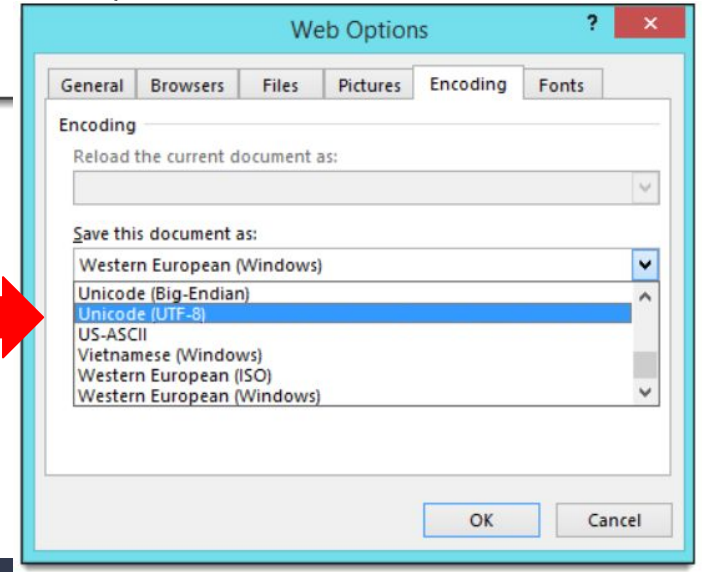 Web Options ? ×
General Browsers Files Pictures Encoding Fonts
Encoding
Reload the current document as:
Save this document as:
Western European (Windows)
Unicode (Big-Endian)
Unicode (UTF-8)
US-ASCII
Vietnamese (Windows)
Western European (ISO)
Western European (Windows)
OK Cancel